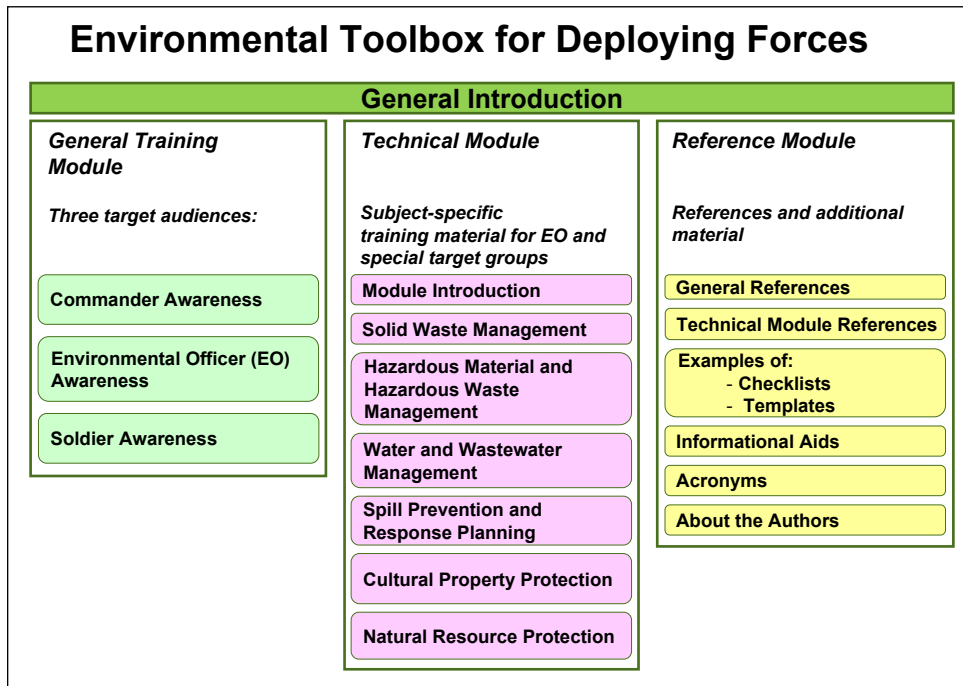 Environmental Toolbox for Deploying Forces
General Introduction
General Training
Module
Three target audiences:
Commander Awareness
Environmental Officer (EO)
Awareness
Soldier Awareness
Technical Module
Subject-specific
training material for EO and
special target groups
Module Introduction
Solid Waste Management
Hazardous Material and
Hazardous Waste
Management
Water and Wastewater
Management
Spill Prevention and
Response Planning
Cultural Property Protection
Natural Resource Protection
Reference Module
References and additional
material
General References
Technical Module References
Examples of:
- Checklists
- Templates
Informational Aids
Acronyms
About the Authors